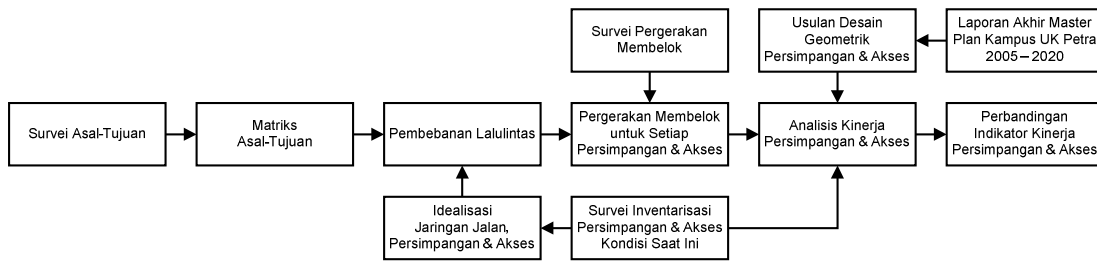 Survei Pergerakan
Membelok
Usulan Desain
Geometrik
Persimpangan & Akses
Laporan Akhir Master
Plan Kampus UK Petra
2005–2020
Survei Asal-Tujuan
Matriks
Asal-Tujuan
Pembebanan Lalulintas
Pergerakan Membelok
untuk Setiap
Persimpangan & Akses
Analisis Kinerja
Persimpangan & Akses
Perbandingan
Indikator Kinerja
Persimpangan & Akses
Idealisasi
Jaringan Jalan,
Persimpangan & Akses
Survei Inventarisasi
Persimpangan & Akses
Kondisi Saat Ini